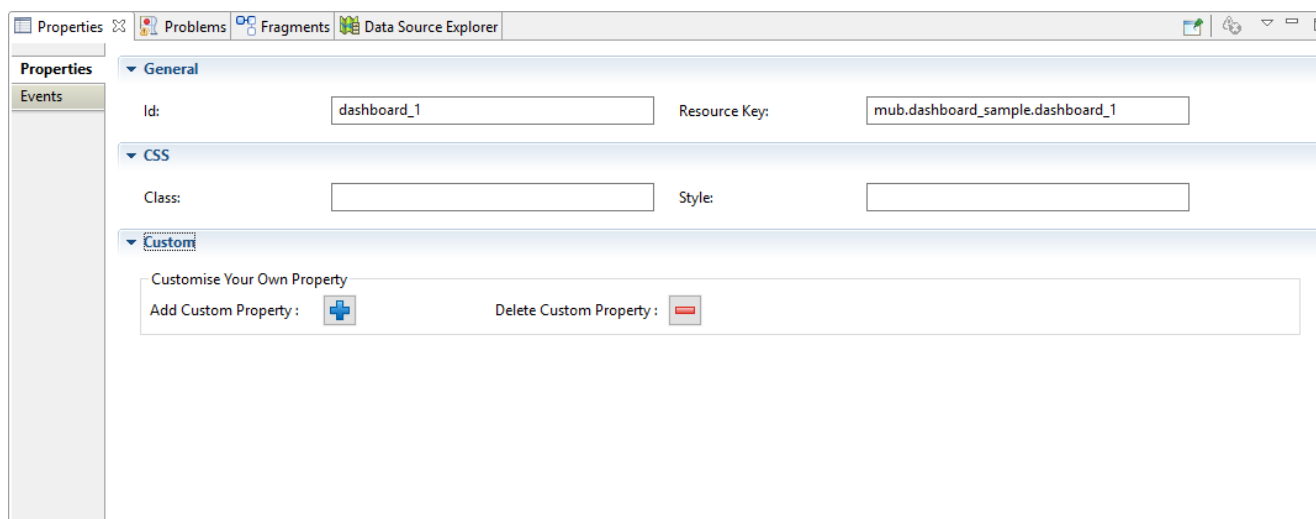 Properties Problems Fragments Data Source Explorer
Properties
Events
General
Id: dashboard_1 Resource Key: mub.dashboard_sample.dashboard_1
CSS
Class: Style:
Custom
Customise Your Own Property
Add Custom Property : Delete Custom Property :